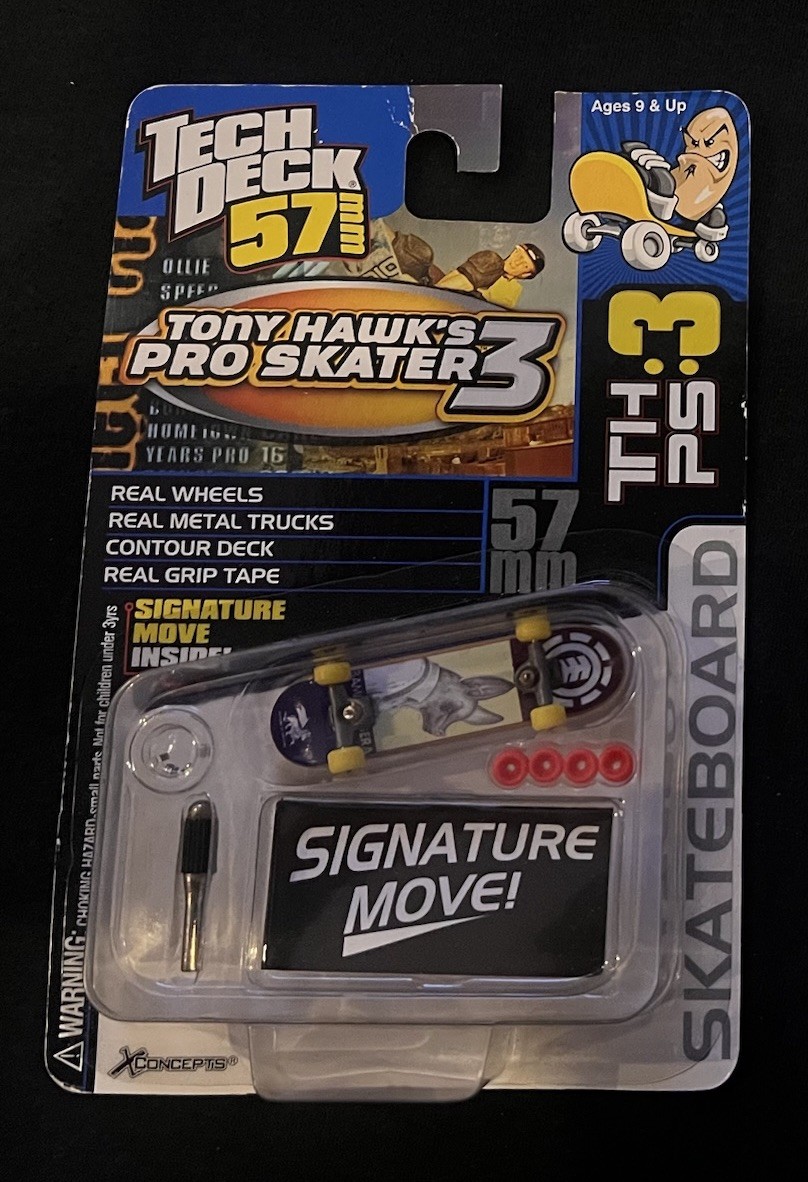 TECH
DECK®
57mm
Ages 9 & Up
OLLIE
TONY HAWK'S
PRO SKATER 3
HOMETOWN
YEARS PRO 16
TH
PS:3
REAL WHEELS
REAL METAL TRUCKS
CONTOUR DECK
REAL GRIP TAPE
57
mm
SIGNATURE
MOVE
INSIDE!
SKATEBOARD
SIGNATURE
MOVE!
WARNING: CHOKING HAZARD-small parts. Not for children under 3yrs
XCONCEPTS®